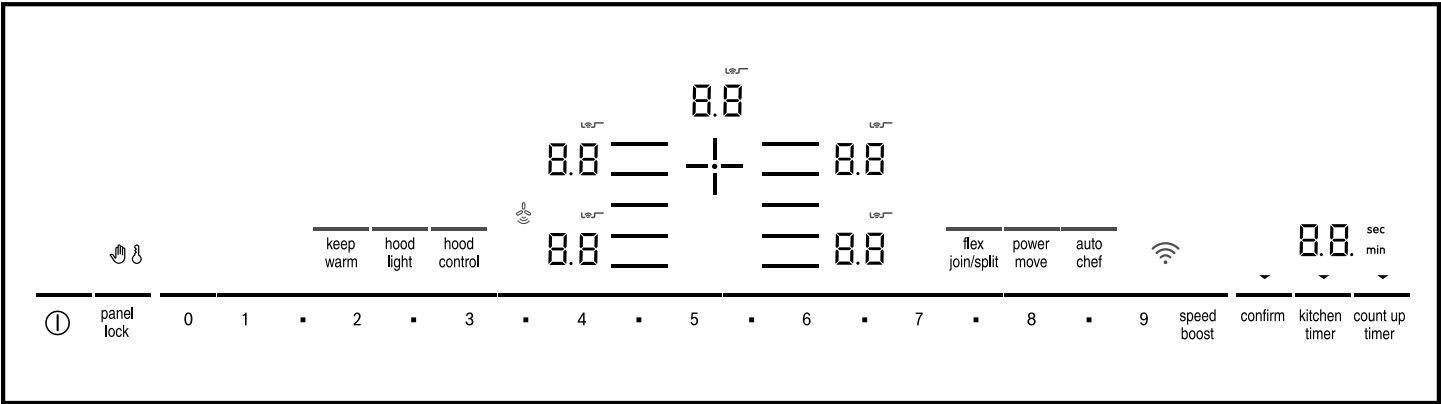 8.8
8.8 8.8
8.8 8.8
keep warm
hood light
hood control
flex join/split
power move
auto chef
8.8. sec
min
panel lock
0 1 ▪ 2 ▪ 3 ▪ 4 ▪ 5 ▪ 6 ▪ 7 ▪ 8 ▪ 9
speed boost
confirm
kitchen timer
count up timer